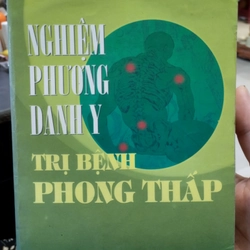 NGHIỆM
PHƯƠNG
DANH Y
TRỊ BỆNH
PHONG THẤP